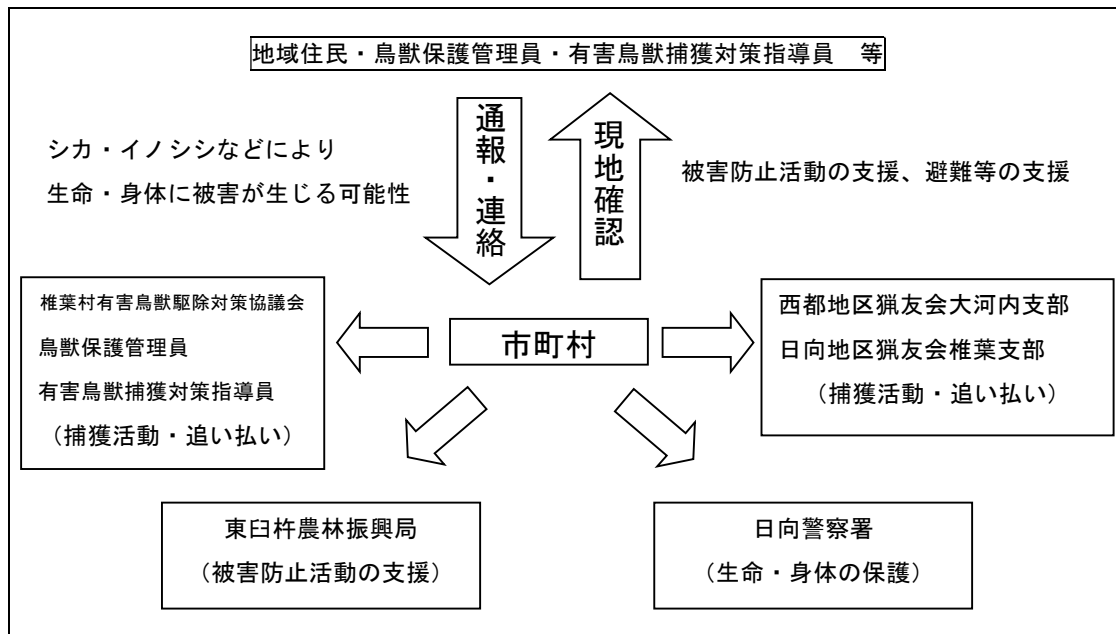 地域住民・鳥獣保護管理員・有害鳥獣捕獲対策指導員　等
通報・連絡
現地確認
シカ・イノシシなどにより
生命・身体に被害が生じる可能性
被害防止活動の支援、避難等の支援
椎葉村有害鳥獣駆除対策協議会
鳥獣保護管理員
有害鳥獣捕獲対策指導員
（捕獲活動・追い払い）
市町村
西都地区猟友会大河内支部
日向地区猟友会椎葉支部
（捕獲活動・追い払い）
東臼杵農林振興局
（被害防止活動の支援）
日向警察署
（生命・身体の保護）